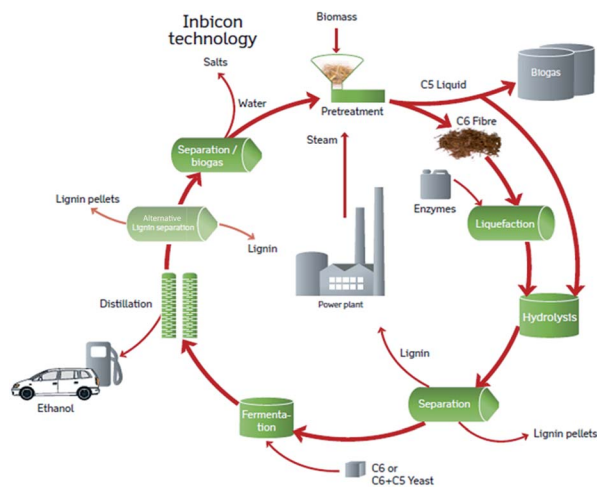 Inbicon
technology
Biomass
Salts
Water
Pretreatment
C5 Liquid
Biogas
C6 Fibre
Separation /
biogas
Steam
Enzymes
Liquefaction
Lignin pellets
Alternative
Lignin separation
Lignin
Power plant
Distillation
Hydrolysis
Lignin
Ethanol
Fermenta-
tion
Separation
Lignin pellets
C6 or
C6+C5 Yeast